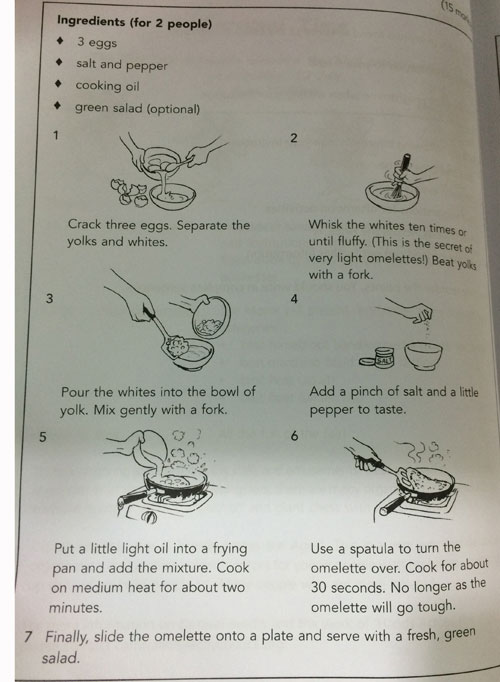 (15
Ingredients (for 2 people)
♦ 3 eggs
♦ salt and pepper
♦ cooking oil
♦ green salad (optional)
1
Crack three eggs. Separate the
yolks and whites.
2
Whisk the whites ten times or
until fluffy. (This is the secret of
very light omelettes!) Beat yolks
with a fork.
3
Pour the whites into the bowl of
yolk. Mix gently with a fork.
4
SALT
Add a pinch of salt and a little
pepper to taste.
5
Put a little light oil into a frying
pan and add the mixture. Cook
on medium heat for about two
minutes.
6
Use a spatula to turn the
omelette over. Cook for about
30 seconds. No longer as the
omelette will go tough.
7 Finally, slide the omelette onto a plate and serve with a fresh, green
salad.